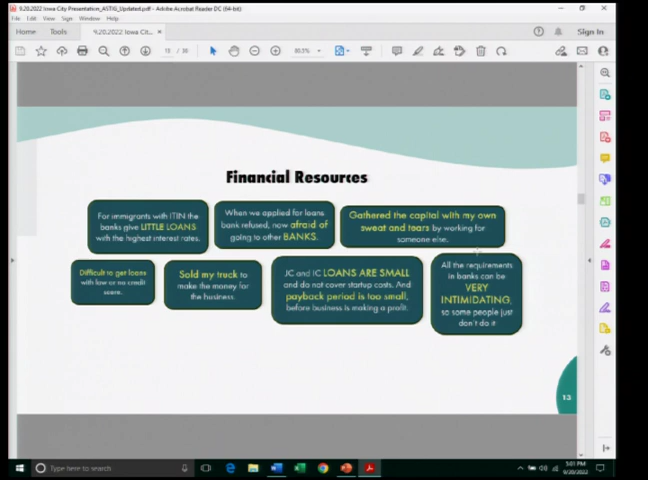 9.20.2022 Iowa City Presentation_ASTIG_Updated.pdf - Adobe Acrobat Reader DC (64-bit)
File Edit View Sign Window Help
Home Tools 9.20.2022 Iowa Cit... × Sign In
Financial Resources
For immigrants with ITIN the
banks give LITTLE LOANS
with the highest interest rates.
When we applied for loans
bank refused, now afraid of
going to other BANKS.
Gathered the capital with my own
sweat and tears by working for
someone else.
Difficult to get loans
with low or no credit
score.
Sold my truck to
make the money for
the business.
JC and IC LOANS ARE SMALL
and do not cover startup costs. And
payback period is too small,
before business is making a profit.
All the requirements
in banks can be
VERY
INTIMIDATING,
so some people just
don't do it
13
Type here to search
5:01 PM
9/20/2022